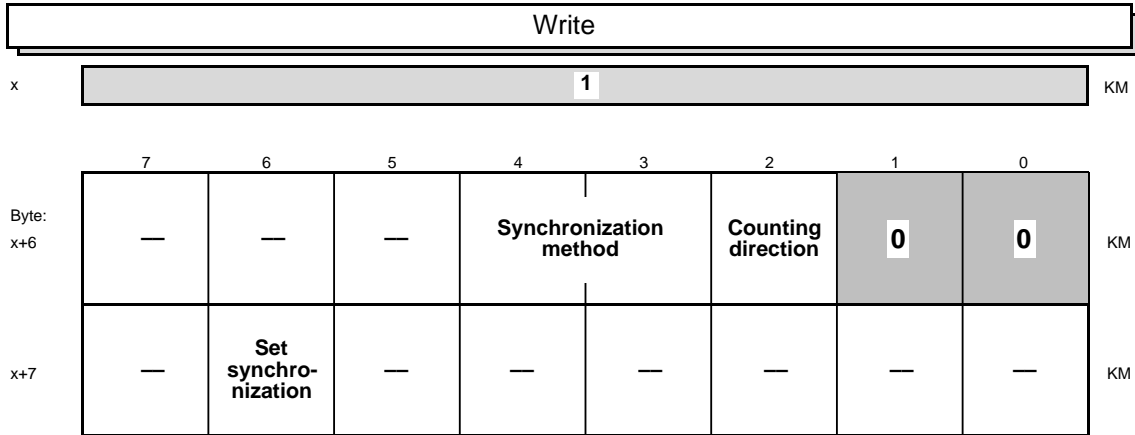 Write
x 1 KM
7 6 5 4 3 2 1 0
Byte:
x+6 — — — Synchronization method Counting direction 0 0 KM
x+7 — Set synchro-nization — — — — — — KM